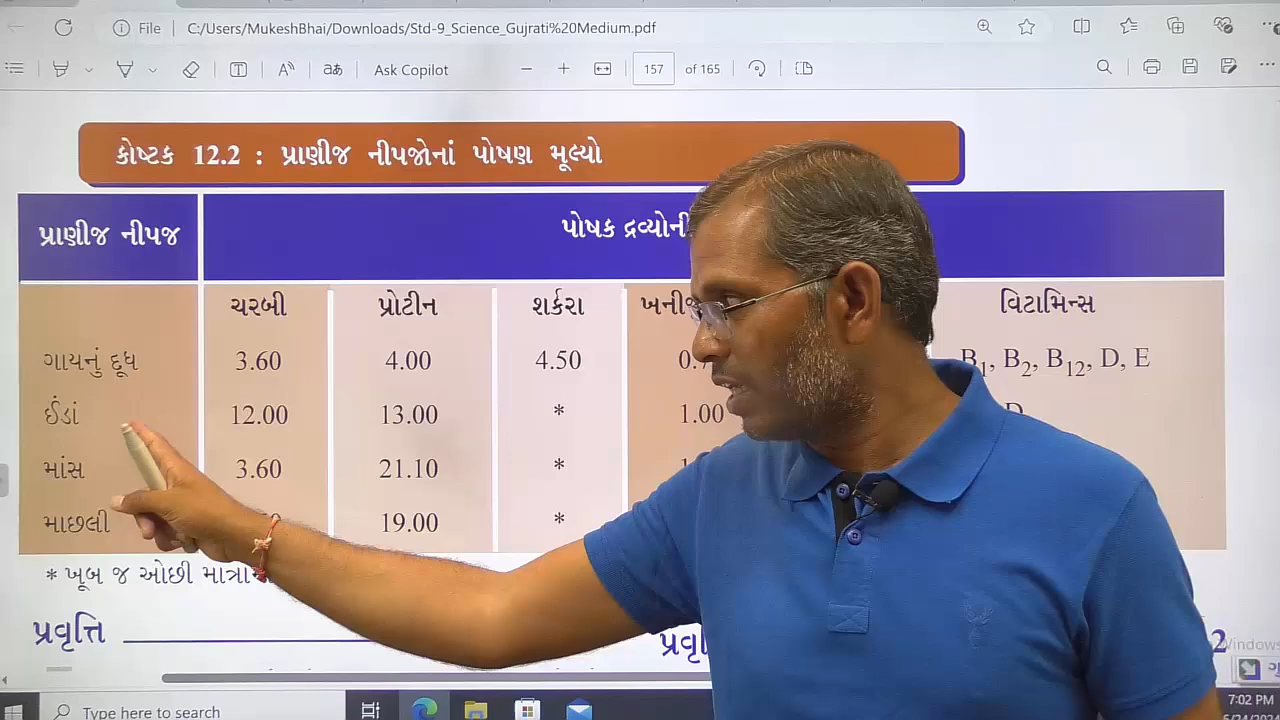 File C:/Users/MukeshBhai/Downloads/Std-9_Science_Gujrati%20Medium.pdf
aあ Ask Copilot 157 of 165
કોષ્ટક 12.2 : પ્રાણીજ નીપજોનાં પોષણ મૂલ્યો
પ્રાણીજ નીપજ પોષક દ્રવ્યોની
ચરબી પ્રોટીન શર્કરા વિટામિન્સ
ગાયનું દૂધ 3.60 4.00 4.50 B1, B2, B12, D, E
ઈંડાં 12.00 13.00 * 1.00
માંસ 3.60 21.10 *
માછલી 19.00 *
* ખૂબ જ ઓછી
પ્રવૃત્તિ
Type here to search
7:02 PM